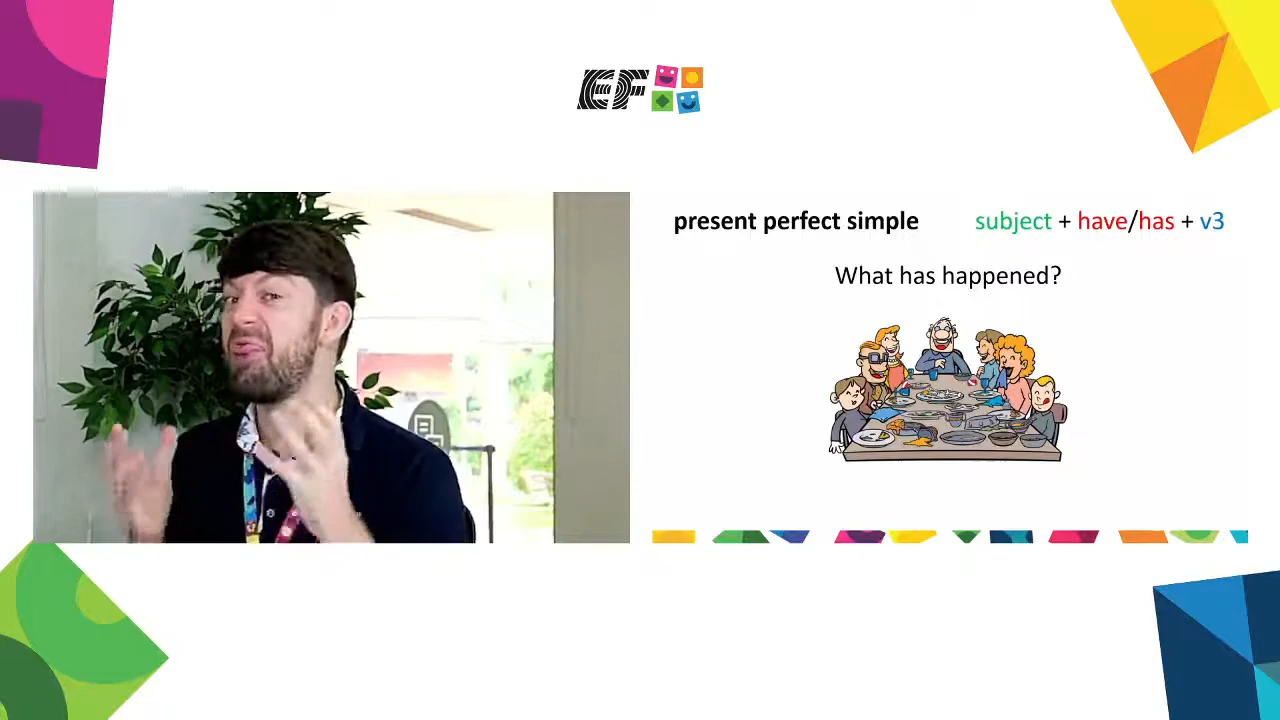 EF
present perfect simple subject + have/has + v3
What has happened?